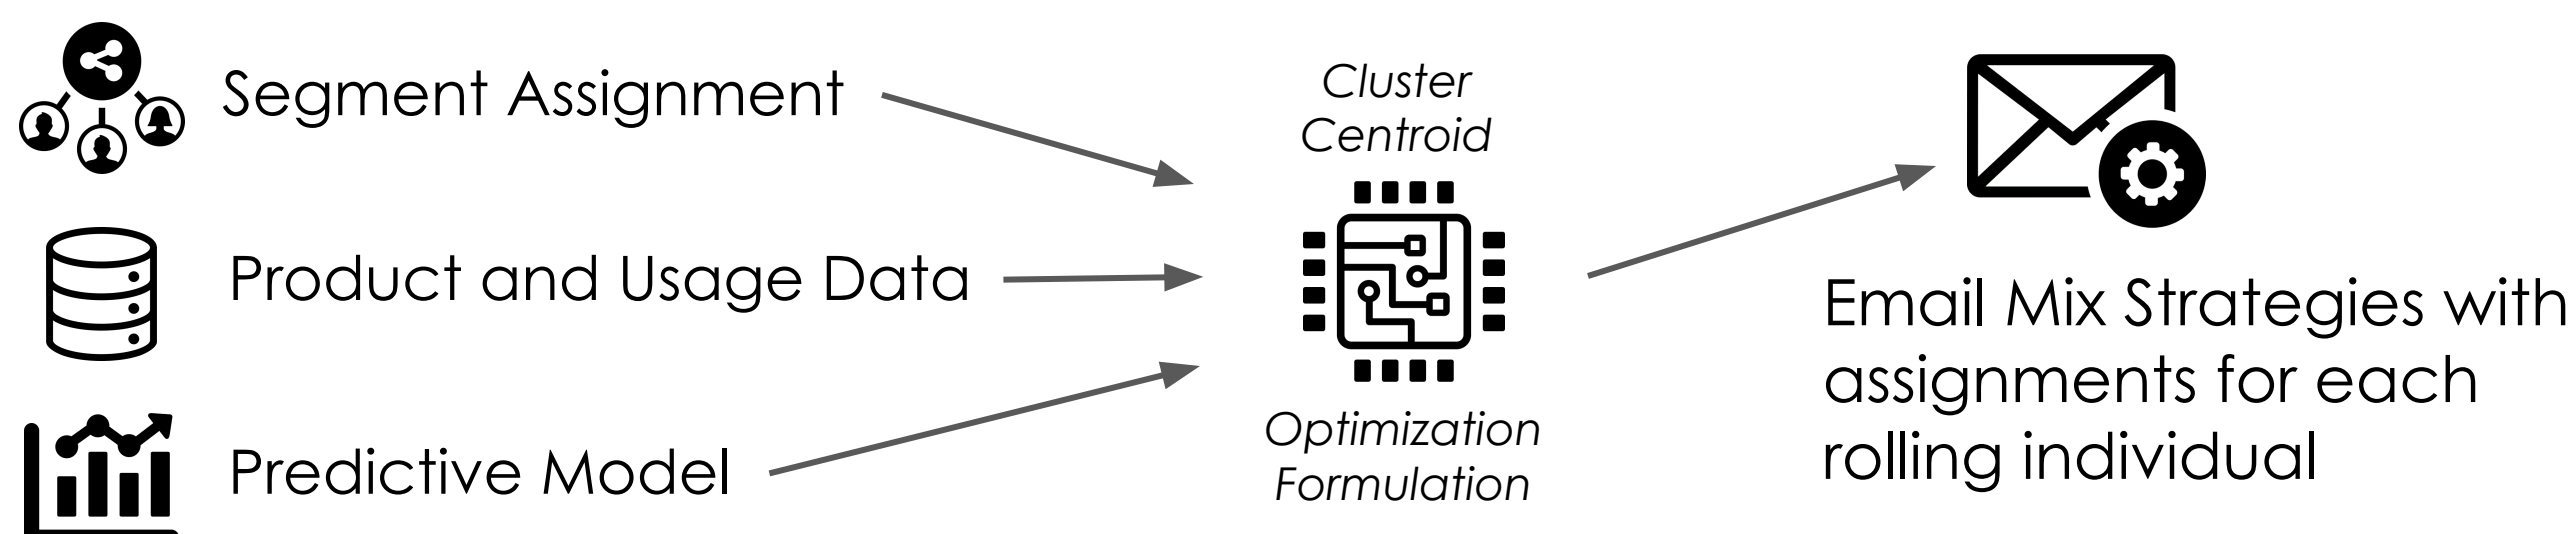 Segment Assignment
Product and Usage Data
Predictive Model
Cluster
Centroid
Optimization
Formulation
Email Mix Strategies with
assignments for each
rolling individual